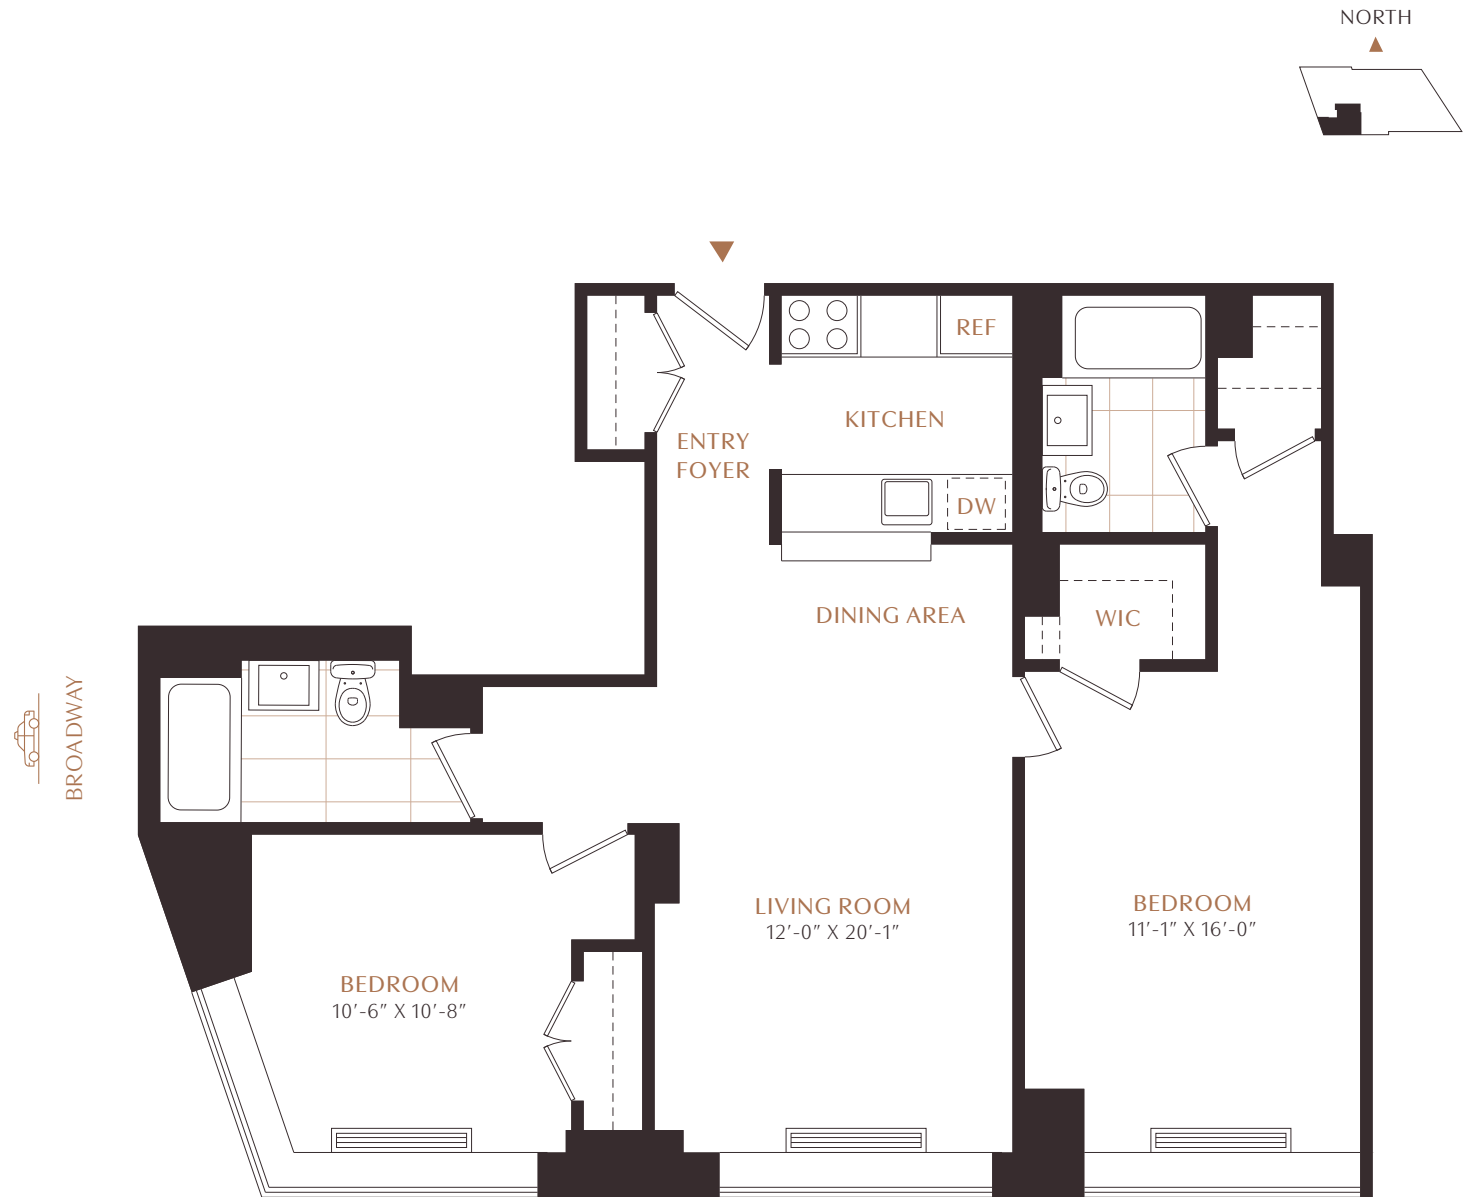 NORTH
REF
KITCHEN
ENTRY
FOYER
DW
DINING AREA
WIC
BROADWAY
LIVING ROOM
12'-0" X 20'-1"
BEDROOM
11'-1" X 16'-0"
BEDROOM
10'-6" X 10'-8"